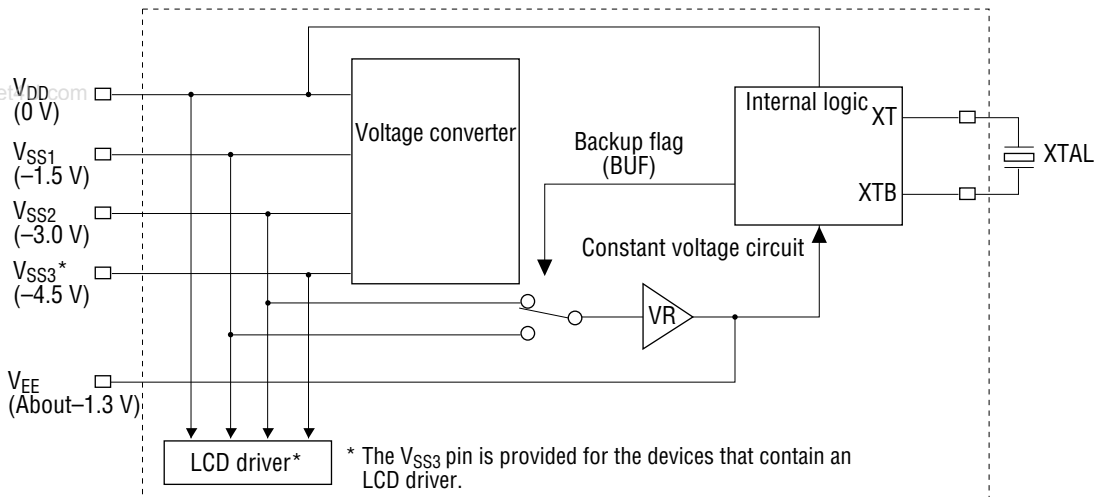 VDD
(0 V)
VSS1
(–1.5 V)
VSS2
(–3.0 V)
VSS3*
(–4.5 V)
VEE
(About–1.3 V)
Voltage converter
Internal logic
XT
XTB
XTAL
Backup flag
(BUF)
Constant voltage circuit
VR
LCD driver*
* The VSS3 pin is provided for the devices that contain an
LCD driver.